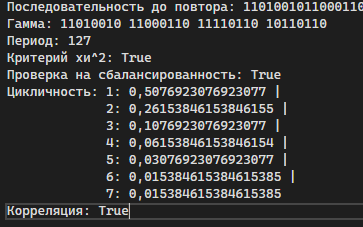 Последовательность до повтора: 1101001011000110
Гамма: 11010010 11000110 11110110 10110110
Период: 127
Критерий хи^2: True
Проверка на сбалансированность: True
Цикличность: 1: 0,5076923076923077 |
2: 0,26153846153846155 |
3: 0,1076923076923077 |
4: 0,06153846153846154 |
5: 0,03076923076923077 |
6: 0,015384615384615385 |
7: 0,015384615384615385
Корреляция: True